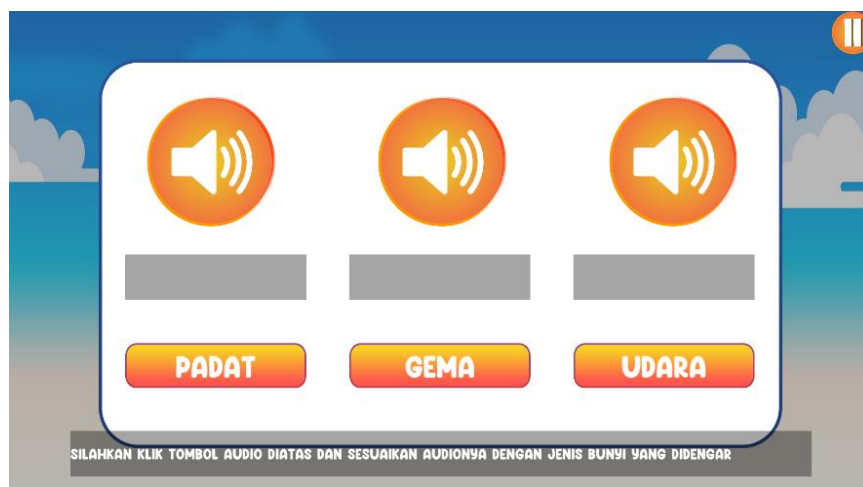 PADAT
GEMA
UDARA
SILAHKAN KLIK TOMBOL AUDIO DIATAS DAN SESUAIKAN AUDIONYA DENGAN JENIS BUNYI YANG DIDENGAR